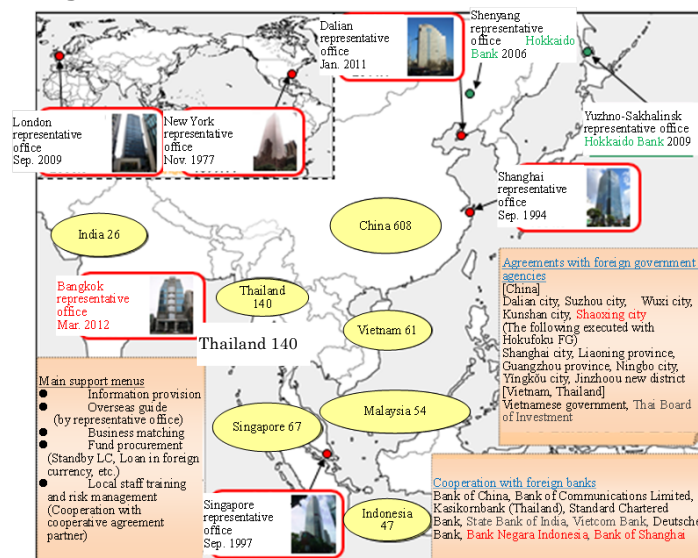 Dalian
representative
office
Jan. 2011
Shenyang
representative
office Hokkaido
Bank 2006
London
representative
office
Sep. 2009
New York
representative
office
Nov. 1977
Yuzhno-Sakhalinsk
representative office
Hokkaido Bank 2009
Shanghai
representative
office
Sep. 1994
India 26
China 608
Bangkok
representative
office
Mar. 2012
Thailand
140
Vietnam 61
Thailand 140
Agreements with foreign government
agencies
[China]
Dalian city, Suzhou city, Wuxi city,
Kunshan city, Shaoxing city
(The following executed with
Hokufoku FG)
Shanghai city, Liaoning province,
Guangzhou province, Ningbo city,
Yingkou city, Jinzhoou new district
[Vietnam, Thailand]
Vietnamese government, Thai Board
of Investment
Main support menus
● Information provision
● Overseas guide
(by representative office)
● Business matching
● Fund procurement
(Standby LC, Loan in foreign
currency, etc.)
● Local staff training
and risk management
(Cooperation with
cooperative agreement
partner)
Singapore 67
Malaysia 54
Singapore
representative
office
Sep. 1997
Indonesia
47
Cooperation with foreign banks
Bank of China, Bank of Communications Limited,
Kasikornbank (Thailand), Standard Chartered
Bank, State Bank of India, Vietcom Bank, Deutsche
Bank, Bank Negara Indonesia, Bank of Shanghai